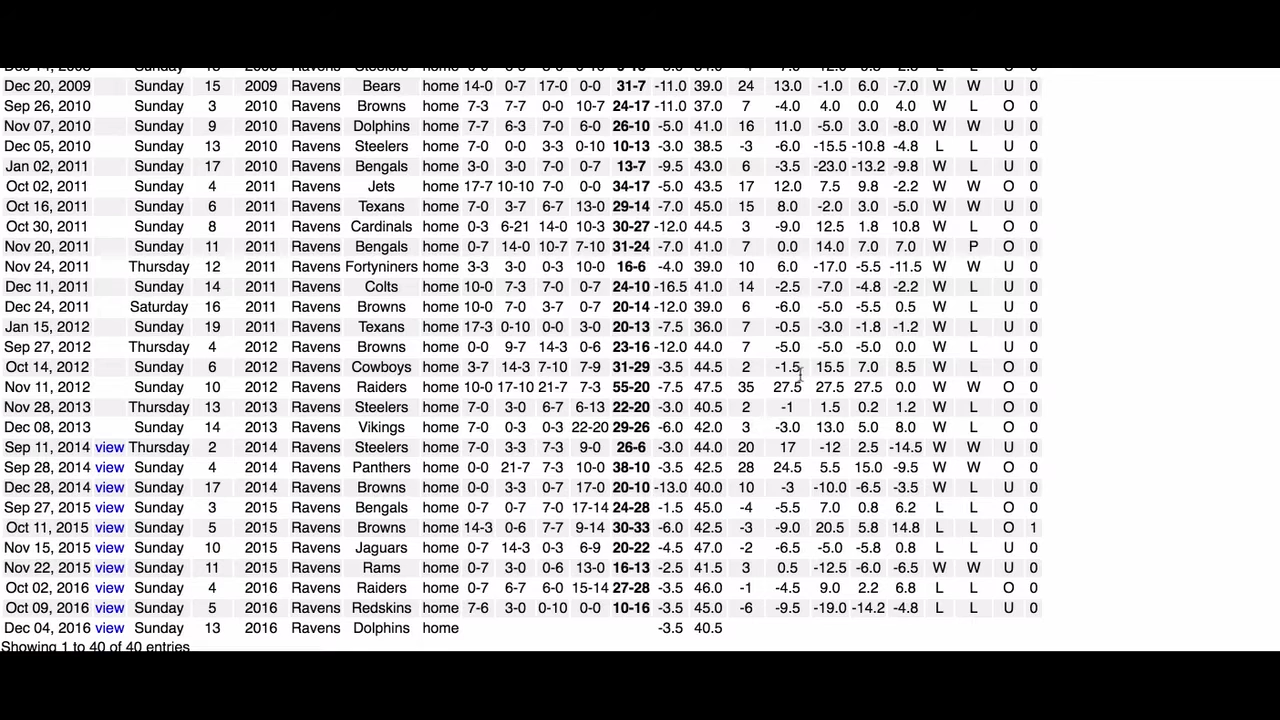 Dec 20, 2009 Sunday 15 2009 Ravens Bears home 14-0 0-7 17-0 0-0 31-7 -11.0 39.0 24 13.0 -1.0 6.0 -7.0 W W U 0
Sep 26, 2010 Sunday 3 2010 Ravens Browns home 7-3 7-7 0-0 10-7 24-17 -11.0 37.0 7 -4.0 4.0 0.0 4.0 W L O 0
Nov 07, 2010 Sunday 9 2010 Ravens Dolphins home 7-7 6-3 7-0 6-0 26-10 -5.0 41.0 16 11.0 -5.0 3.0 -8.0 W W U 0
Dec 05, 2010 Sunday 13 2010 Ravens Steelers home 7-0 0-0 3-3 0-10 10-13 -3.0 38.5 -3 -6.0 -15.5 -10.8 -4.8 L L U 0
Jan 02, 2011 Sunday 17 2010 Ravens Bengals home 3-0 3-0 7-0 0-7 13-7 -9.5 43.0 6 -3.5 -23.0 -13.2 -9.8 W L U 0
Oct 02, 2011 Sunday 4 2011 Ravens Jets home 17-7 10-10 7-0 0-0 34-17 -5.0 43.5 17 12.0 7.5 9.8 -2.2 W W O 0
Oct 16, 2011 Sunday 6 2011 Ravens Texans home 7-0 3-7 6-7 13-0 29-14 -7.0 45.0 15 8.0 -2.0 3.0 -5.0 W W U 0
Oct 30, 2011 Sunday 8 2011 Ravens Cardinals home 0-3 6-21 14-0 10-3 30-27 -12.0 44.5 3 -9.0 12.5 1.8 10.8 W L O 0
Nov 20, 2011 Sunday 11 2011 Ravens Bengals home 0-7 14-0 10-7 7-10 31-24 -7.0 41.0 7 0.0 14.0 7.0 7.0 W P O 0
Nov 24, 2011 Thursday 12 2011 Ravens Fortyniners home 3-3 3-0 0-3 10-0 16-6 -4.0 39.0 10 6.0 -17.0 -5.5 -11.5 W W U 0
Dec 11, 2011 Sunday 14 2011 Ravens Colts home 10-0 7-3 7-0 0-7 24-10 -16.5 41.0 14 -2.5 -7.0 -4.8 -2.2 W L U 0
Dec 24, 2011 Saturday 16 2011 Ravens Browns home 10-0 7-0 3-7 0-7 20-14 -12.0 39.0 6 -6.0 -5.0 -5.5 0.5 W L U 0
Jan 15, 2012 Sunday 19 2011 Ravens Texans home 17-3 0-10 0-0 3-0 20-13 -7.5 36.0 7 -0.5 -3.0 -1.8 -1.2 W L U 0
Sep 27, 2012 Thursday 4 2012 Ravens Browns home 0-0 9-7 14-3 0-6 23-16 -12.0 44.0 7 -5.0 -5.0 -5.0 0.0 W L U 0
Oct 14, 2012 Sunday 6 2012 Ravens Cowboys home 3-7 14-3 7-10 7-9 31-29 -3.5 44.5 2 -1.5 15.5 7.0 8.5 W L O 0
Nov 11, 2012 Sunday 10 2012 Ravens Raiders home 10-0 17-10 21-7 7-3 55-20 -7.5 47.5 35 27.5 27.5 27.5 0.0 W W O 0
Nov 28, 2013 Thursday 13 2013 Ravens Steelers home 7-0 3-0 6-7 6-13 22-20 -3.0 40.5 2 -1 1.5 0.2 1.2 W L O 0
Dec 08, 2013 Sunday 14 2013 Ravens Vikings home 7-0 0-3 0-3 22-20 29-26 -6.0 42.0 3 -3.0 13.0 5.0 8.0 W L O 0
Sep 11, 2014 view Thursday 2 2014 Ravens Steelers home 7-0 3-3 7-3 9-0 26-6 -3.0 44.0 20 17 -12 2.5 -14.5 W W U 0
Sep 28, 2014 view Sunday 4 2014 Ravens Panthers home 0-0 21-7 7-3 10-0 38-10 -3.5 42.5 28 24.5 5.5 15.0 -9.5 W W O 0
Dec 28, 2014 view Sunday 17 2014 Ravens Browns home 0-0 3-3 0-7 17-0 20-10 -13.0 40.0 10 -3 -10.0 -6.5 -3.5 W L U 0
Sep 27, 2015 view Sunday 3 2015 Ravens Bengals home 0-7 0-7 7-0 17-14 24-28 -1.5 45.0 -4 -5.5 7.0 0.8 6.2 L L O 0
Oct 11, 2015 view Sunday 5 2015 Ravens Browns home 14-3 0-6 7-7 9-14 30-33 -6.0 42.5 -3 -9.0 20.5 5.8 14.8 L L O 1
Nov 15, 2015 view Sunday 10 2015 Ravens Jaguars home 0-7 14-3 0-3 6-9 20-22 -4.5 47.0 -2 -6.5 -5.0 -5.8 0.8 L L U 0
Nov 22, 2015 view Sunday 11 2015 Ravens Rams home 0-7 3-0 0-6 13-0 16-13 -2.5 41.5 3 0.5 -12.5 -6.0 -6.5 W W U 0
Oct 02, 2016 view Sunday 4 2016 Ravens Raiders home 0-7 6-7 6-0 15-14 27-28 -3.5 46.0 -1 -4.5 9.0 2.2 6.8 L L O 0
Oct 09, 2016 view Sunday 5 2016 Ravens Redskins home 7-6 3-0 0-10 0-0 10-16 -3.5 45.0 -6 -9.5 -19.0 -14.2 -4.8 L L U 0
Dec 04, 2016 view Sunday 13 2016 Ravens Dolphins home -3.5 40.5
Showing 1 to 40 of 40 entries